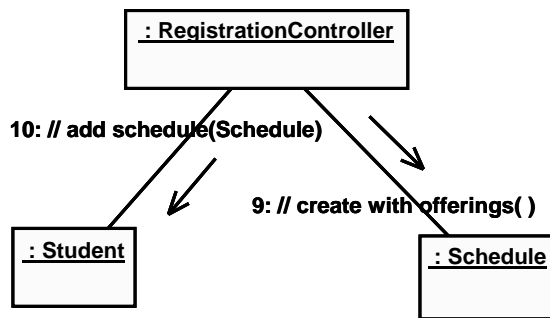 : RegistrationController
10: // add schedule(Schedule)
9: // create with offerings( )
: Student
: Schedule